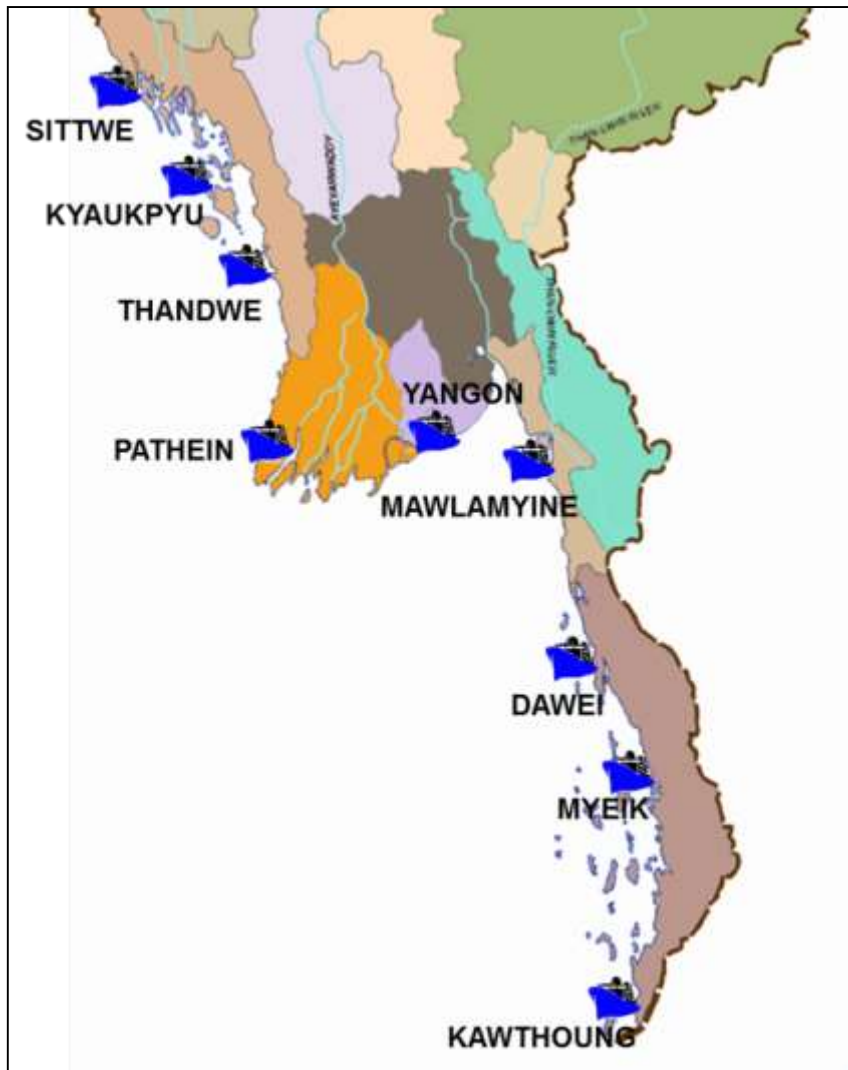 SITTWE
KYAUKPYU
THANDWE
PATHEIN
YANGON
MAWLAMYINE
DAWEI
MYEIK
KAWTHOUNG